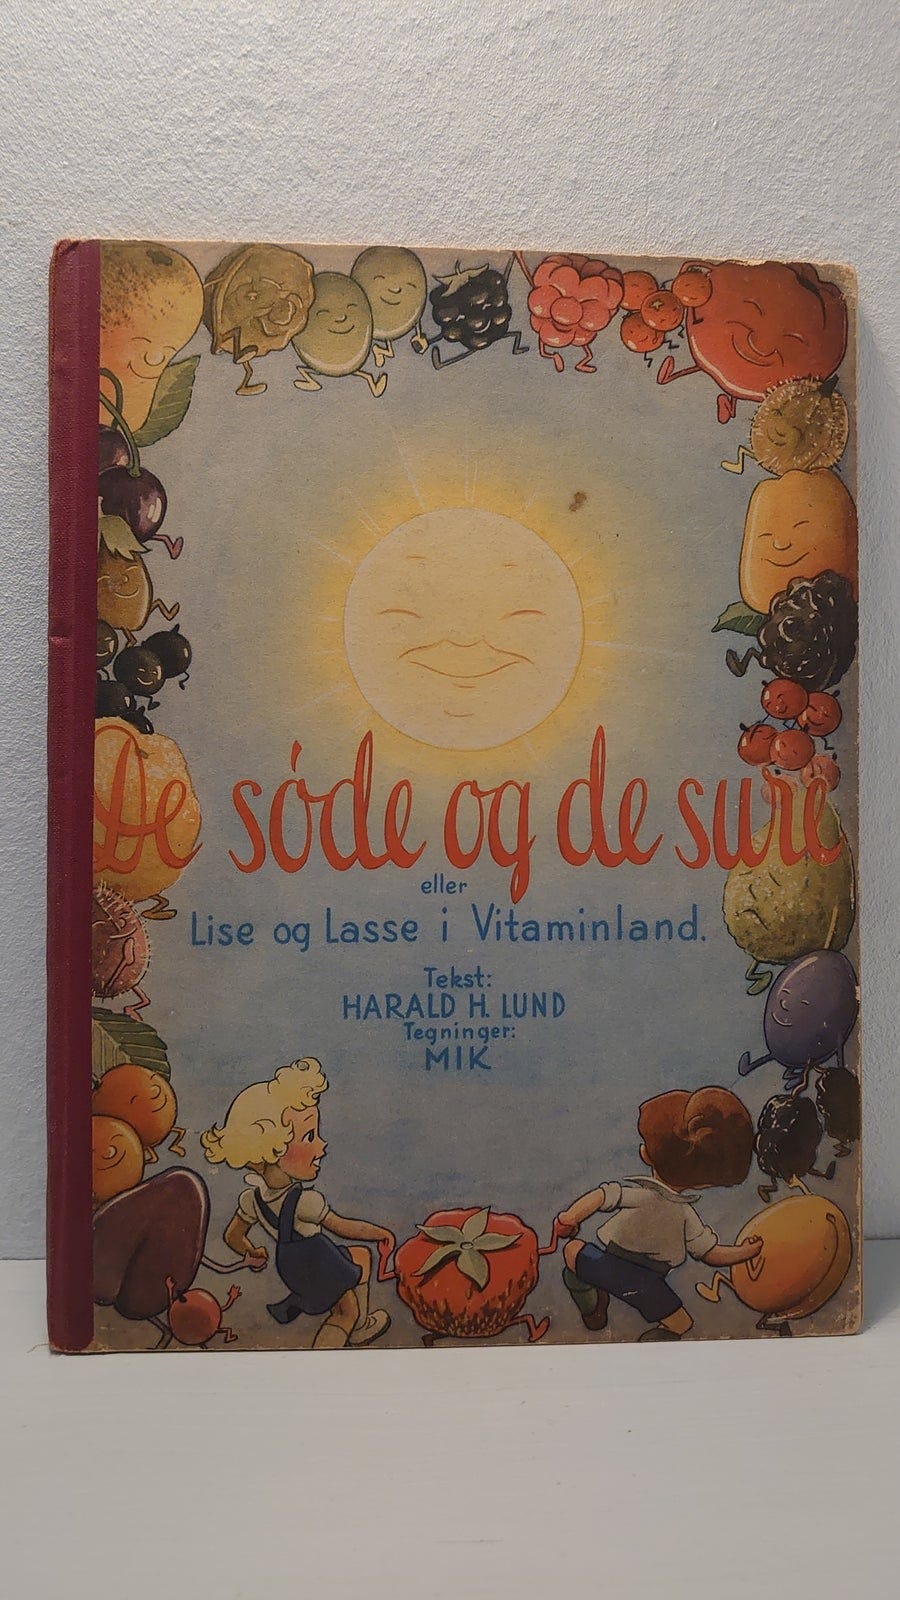 De søde og de sure
eller
Lise og Lasse i Vitaminland.
Tekst:
HARALD H. LUND
Tegninger:
MIK